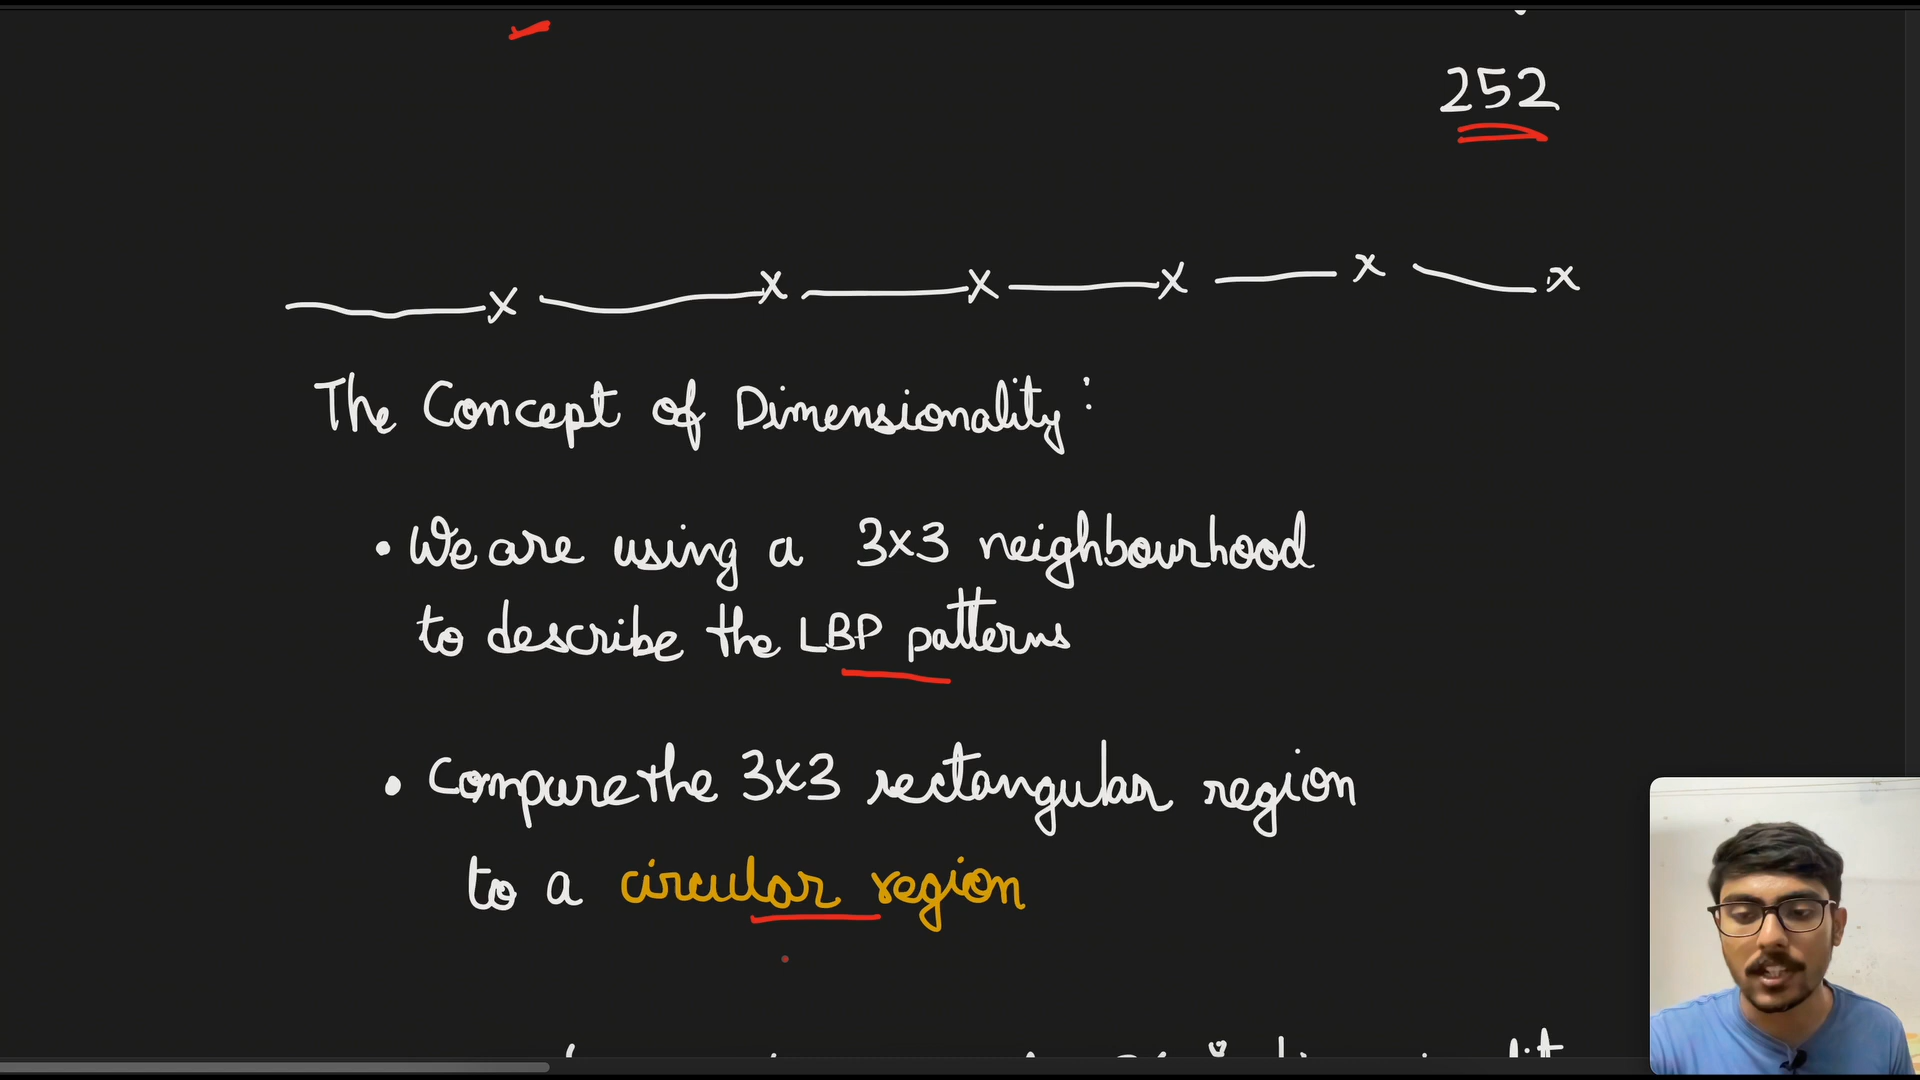 252
x x x x x x
The Concept of Dimensionality:
• We are using a 3x3 neighbourhood
to describe the LBP patterns
• Compare the 3x3 rectangular region
to a circular region